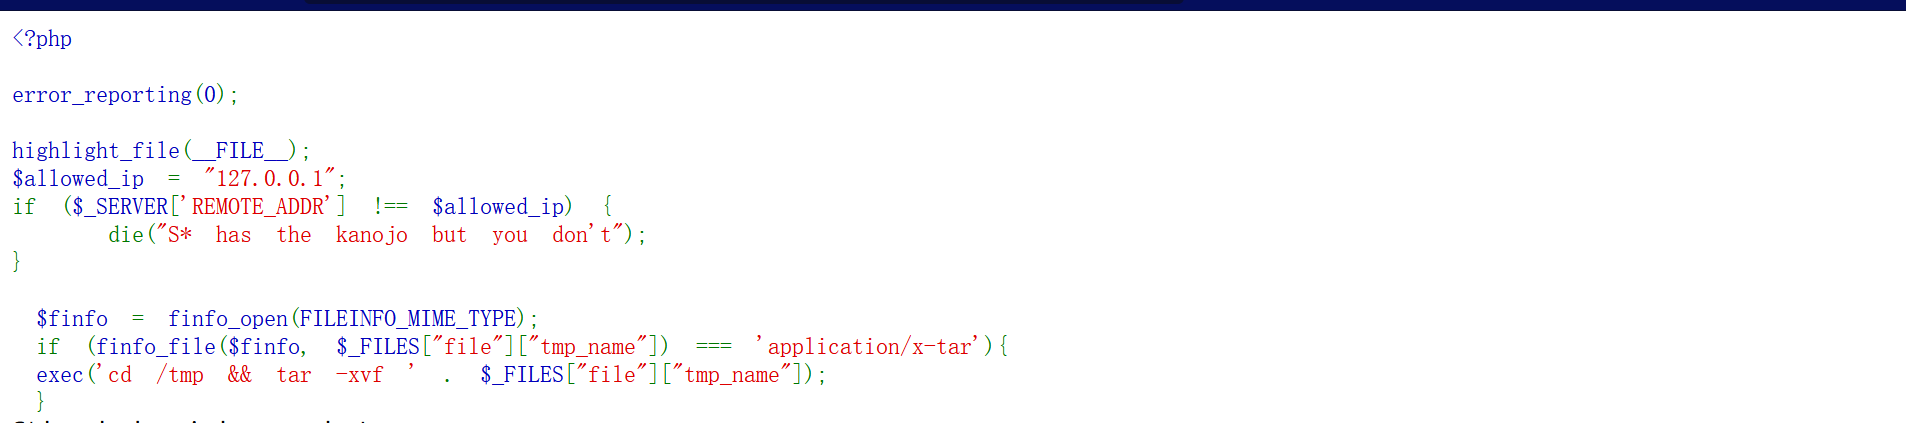 <?php
error_reporting(0);
highlight_file(__FILE__);
$allowed_ip = "127.0.0.1";
if ($_SERVER['REMOTE_ADDR'] !== $allowed_ip) {
die("S* has the kanojo but you don't");
}
$finfo = finfo_open(FILEINFO_MIME_TYPE);
if (finfo_file($finfo, $_FILES["file"]["tmp_name"]) === 'application/x-tar'){
exec('cd /tmp && tar -xvf ' . $_FILES["file"]["tmp_name"]);
}